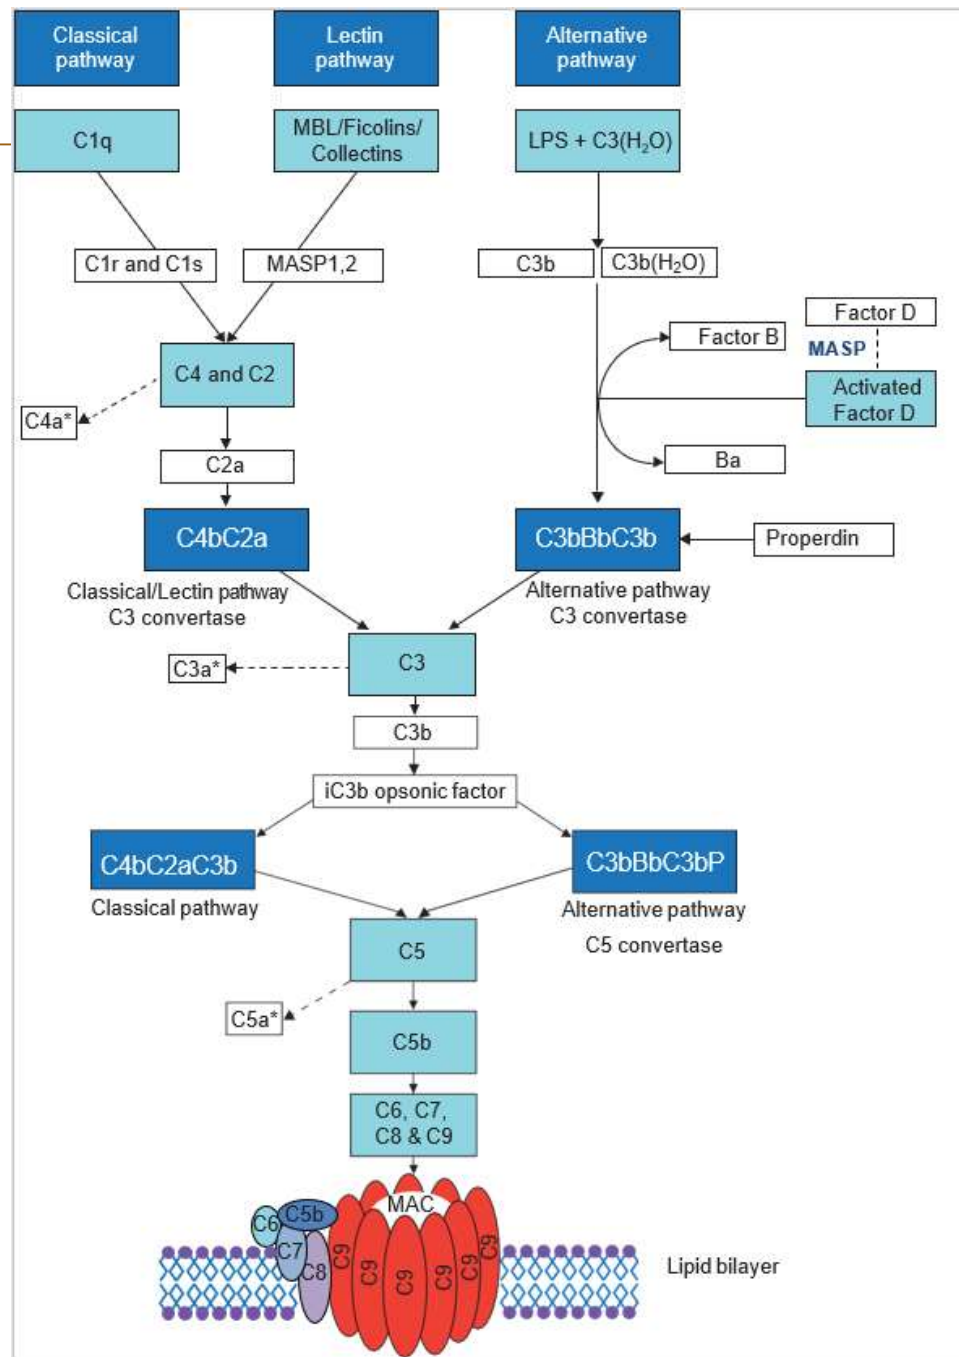 Classical
pathway
Lectin
pathway
Alternative
pathway
C1q
MBL/Ficolins/
Collectins
LPS + C3(H₂O)
C1r and C1s
MASP1,2
C3b
C3b(H₂O)
Factor D
Factor B
MASP
C4 and C2
Activated
Factor D
C4a*
C2a
Ba
C4bC2a
C3bBbC3b
Properdin
Classical/Lectin pathway
C3 convertase
Alternative pathway
C3 convertase
C3
C3a*
C3b
iC3b opsonic factor
C4bC2aC3b
C3bBbC3bP
Classical pathway
Alternative pathway
C5 convertase
C5
C5a*
C5b
C6, C7,
C8 & C9
MAC
C5b
C6
C7
C8
C9
C9
C9
C9
C9
C9
Lipid bilayer